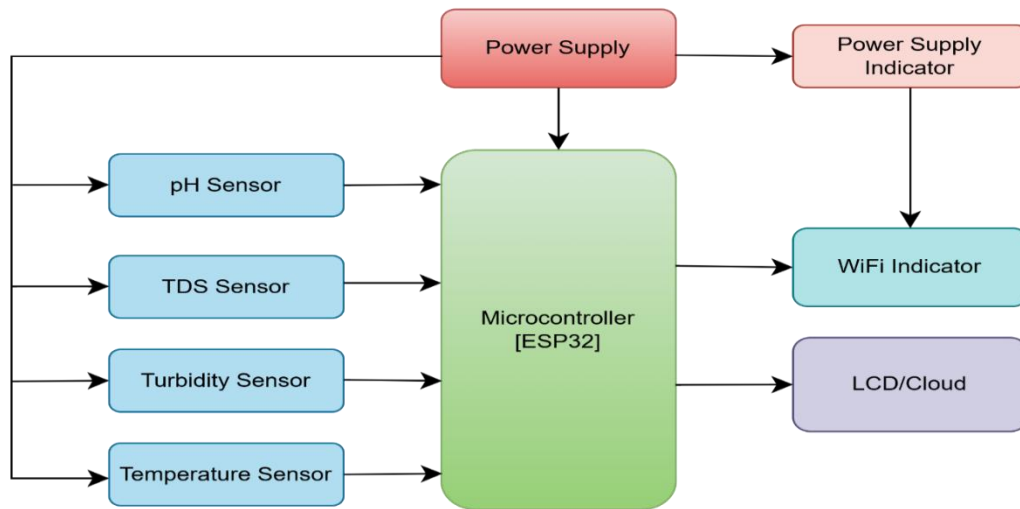 Power Supply
Power Supply
Indicator
pH Sensor
TDS Sensor
Turbidity Sensor
Temperature Sensor
Microcontroller
[ESP32]
WiFi Indicator
LCD/Cloud